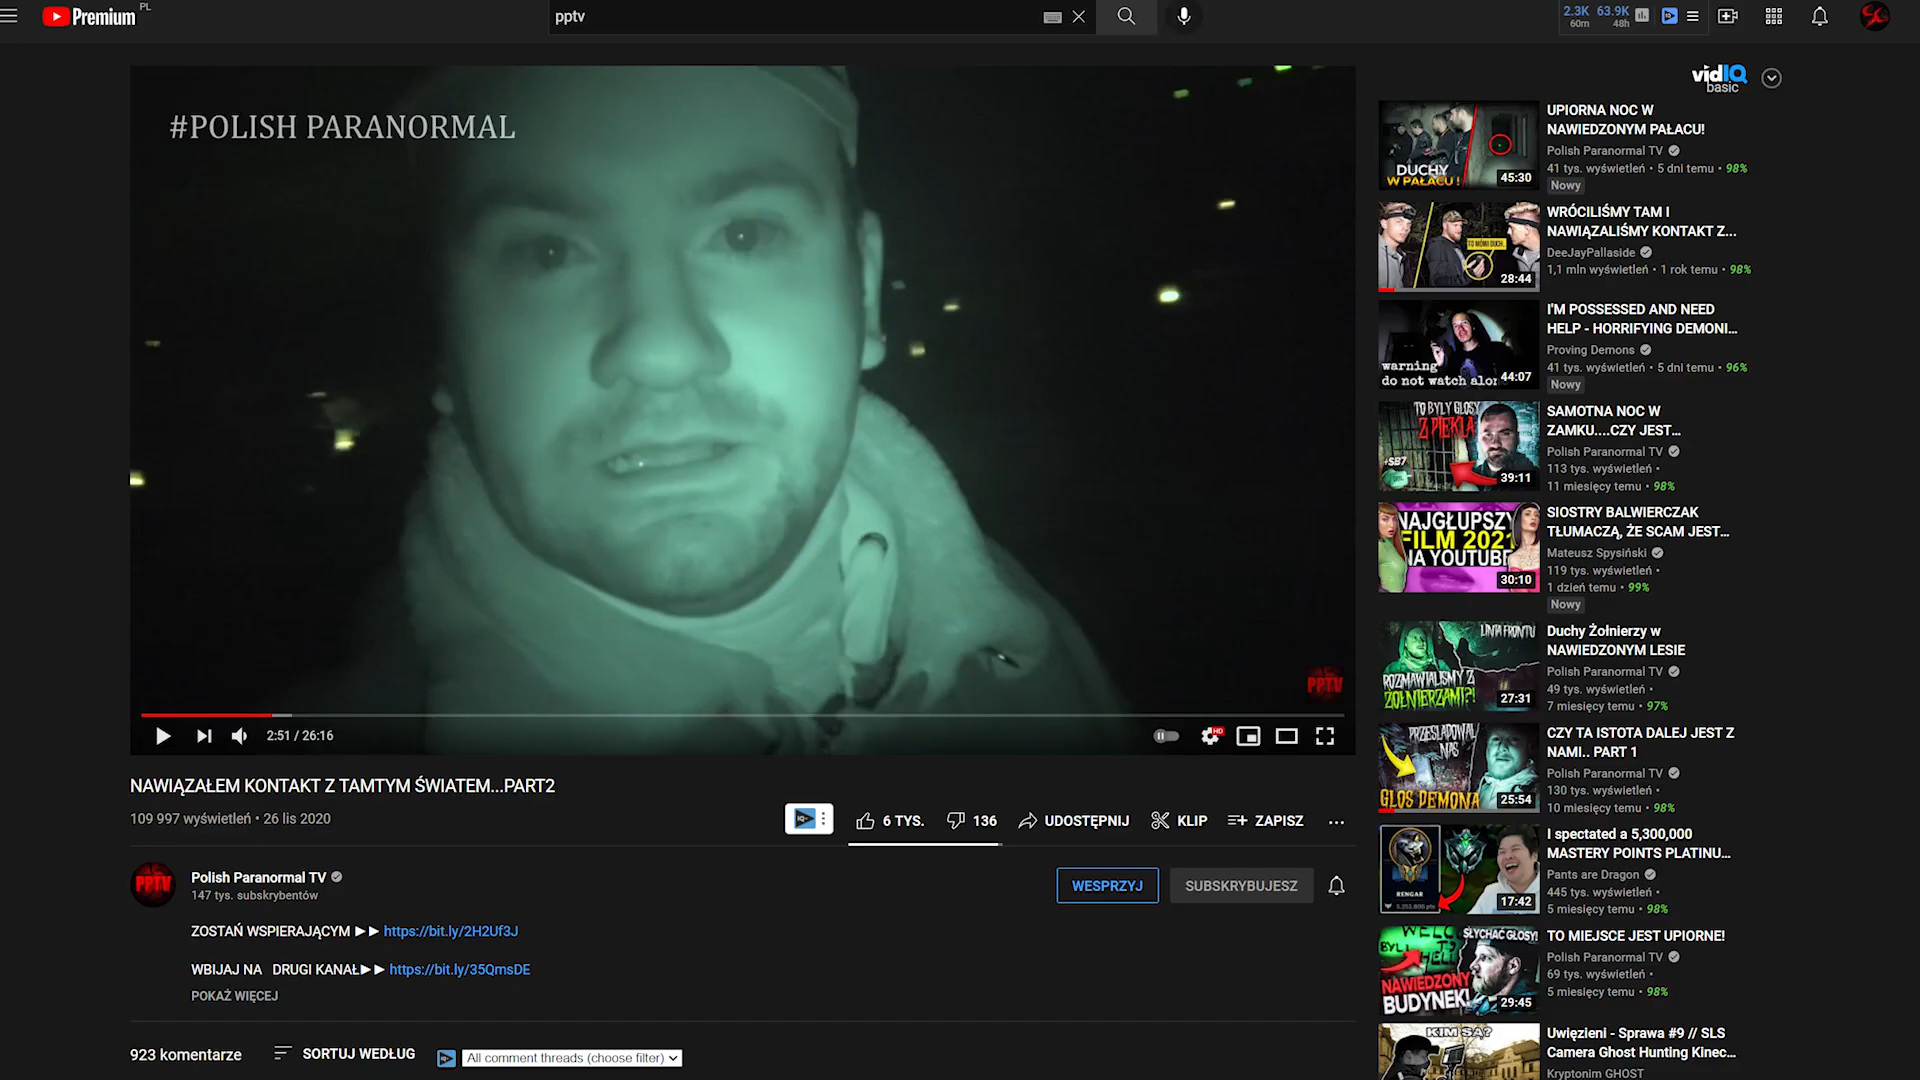 Premium PL
pptv
2.3K 63.9K
60m 48h
#POLISH PARANORMAL
PPTV
2:51 / 26:16
HD
NAWIĄZAŁEM KONTAKT Z TAMTYM ŚWIATEM...PART2
109 997 wyświetleń • 26 lis 2020
6 TYS.
136
UDOSTĘPNIJ
KLIP
ZAPISZ
PPTV
Polish Paranormal TV
147 tys. subskrybentów
WESPRZYJ
SUBSKRYBUJESZ
ZOSTAŃ WSPIERAJĄCYM ►► https://bit.ly/2H2Uf3J
WBIJAJ NA DRUGI KANAŁ►► https://bit.ly/35QmsDE
POKAŻ WIĘCEJ
923 komentarze
SORTUJ WEDŁUG
All comment threads (choose filter)
vidIQ
basic
DUCHY
W PAŁACU !
45:30
UPIORNA NOC W
NAWIEDZONYM PAŁACU!
Polish Paranormal TV
41 tys. wyświetleń • 5 dni temu • 98%
Nowy
TO MÓWI DUCH.
28:44
WRÓCILIŚMY TAM I
NAWIĄZALIŚMY KONTAKT Z...
DeeJayPallaside
1,1 mln wyświetleń • 1 rok temu • 98%
warning
do not watch alon
44:07
I'M POSSESSED AND NEED
HELP - HORRIFYING DEMONI...
Proving Demons
41 tys. wyświetleń • 5 dni temu • 96%
Nowy
TO BYŁY GŁOSY
Z PIEKŁA
+SB7
39:11
SAMOTNA NOC W
ZAMKU....CZY JEST...
Polish Paranormal TV
113 tys. wyświetleń •
11 miesięcy temu • 98%
NAJGŁUPSZY
FILM 2021
NA YOUTUBE
30:10
SIOSTRY BALWIERCZAK
TŁUMACZĄ, ŻE SCAM JEST...
Mateusz Spysiński
119 tys. wyświetleń •
1 dzień temu • 99%
Nowy
LINIA FRONTU
ROZMAWIALIŚMY Z
ŻOŁNIERZAMI?!
27:31
Duchy Żołnierzy w
NAWIEDZONYM LESIE
Polish Paranormal TV
49 tys. wyświetleń •
7 miesięcy temu • 97%
PRZEŚLADOWAŁ
NAS
GŁOS DEMONA
25:54
CZY TA ISTOTA DALEJ JEST Z
NAMI.. PART 1
Polish Paranormal TV
130 tys. wyświetleń •
10 miesięcy temu • 98%
RENGAR
17:42
I spectated a 5,300,000
MASTERY POINTS PLATINU...
Pants are Dragon
445 tys. wyświetleń •
5 miesięcy temu • 98%
SŁYCHAĆ GŁOSY!
NAWIEDZONY
BUDYNEK!
29:45
TO MIEJSCE JEST UPIORNE!
Polish Paranormal TV
69 tys. wyświetleń •
5 miesięcy temu • 98%
KIM SĄ?
Uwięzieni - Sprawa #9 // SLS
Camera Ghost Hunting Kinec...
Kryptonim GHOST